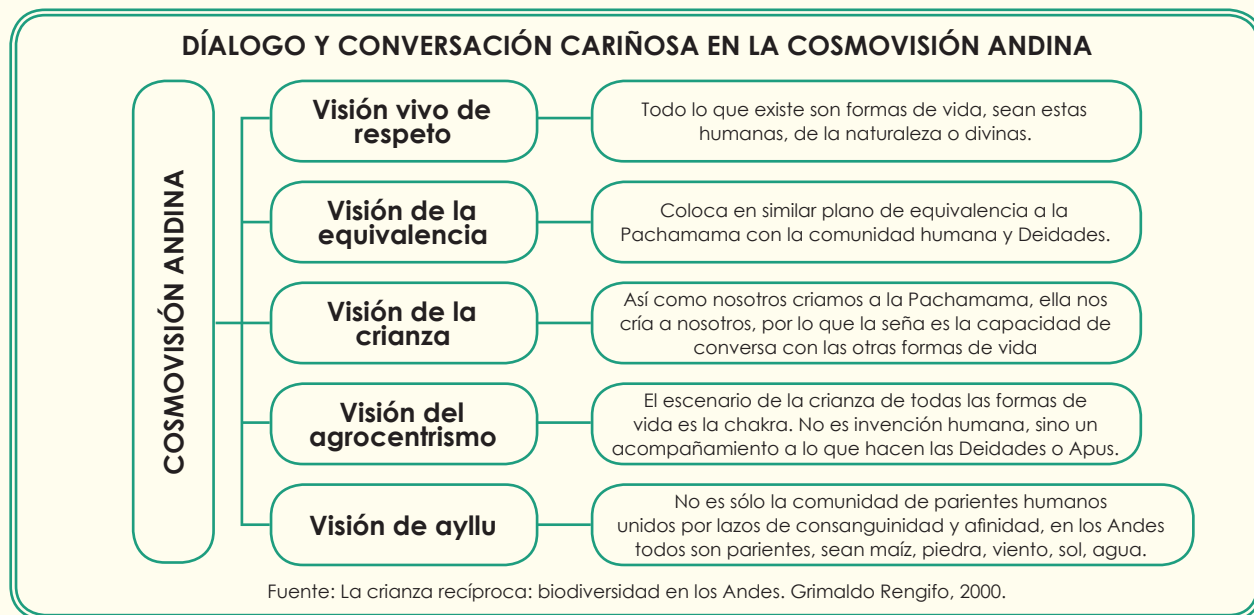 DÍALOGO Y CONVERSACIÓN CARIÑOSA EN LA COSMOVISIÓN ANDINA
COSMOVISIÓN ANDINA
Visión vivo de
respeto
Todo lo que existe son formas de vida, sean estas
humanas, de la naturaleza o divinas.
Visión de la
equivalencia
Coloca en similar plano de equivalencia a la
Pachamama con la comunidad humana y Deidades.
Visión de la
crianza
Así como nosotros criamos a la Pachamama, ella nos
cría a nosotros, por lo que la seña es la capacidad de
conversa con las otras formas de vida
Visión del
agrocentrismo
El escenario de la crianza de todas las formas de
vida es la chakra. No es invención humana, sino un
acompañamiento a lo que hacen las Deidades o Apus.
Visión de ayllu
No es sólo la comunidad de parientes humanos
unidos por lazos de consanguinidad y afinidad, en los Andes
todos son parientes, sean maíz, piedra, viento, sol, agua.
Fuente: La crianza recíproca: biodiversidad en los Andes. Grimaldo Rengifo, 2000.